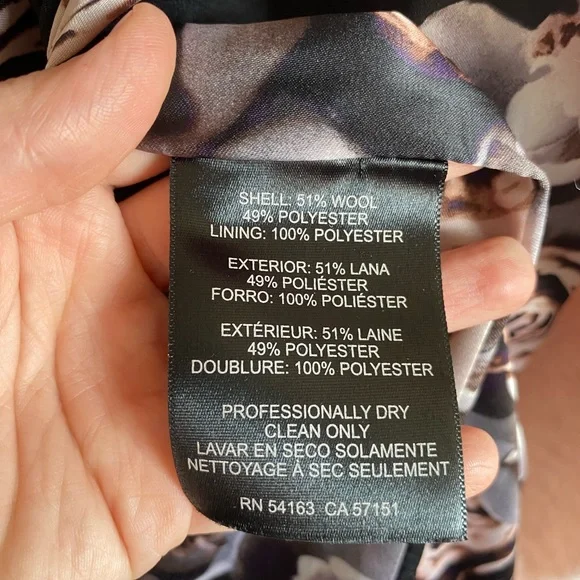 SHELL: 51% WOOL
49% POLYESTER
LINING: 100% POLYESTER
EXTERIOR: 51% LANA
49% POLIÉSTER
FORRO: 100% POLIÉSTER
EXTÉRIEUR: 51% LAINE
49% POLYESTER
DOUBLURE: 100% POLYESTER
PROFESSIONALLY DRY
CLEAN ONLY
LAVAR EN SECO SOLAMENTE
NETTOYAGE À SEC SEULEMENT
RN 54163 CA 57151